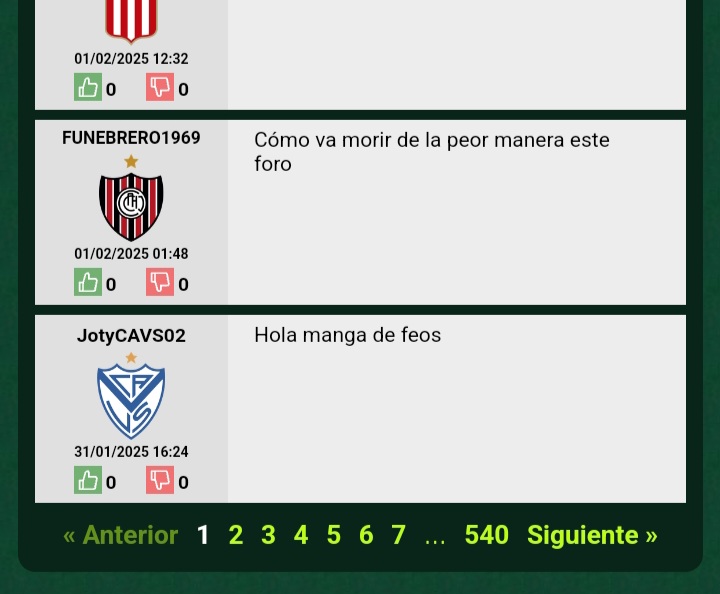 01/02/2025 12:32
0 0
FUNEBRERO1969
Cómo va morir de la peor manera este
foro
01/02/2025 01:48
0 0
JotyCAVS02
Hola manga de feos
CAVS
31/01/2025 16:24
0 0
« Anterior 1 2 3 4 5 6 7 ... 540 Siguiente »